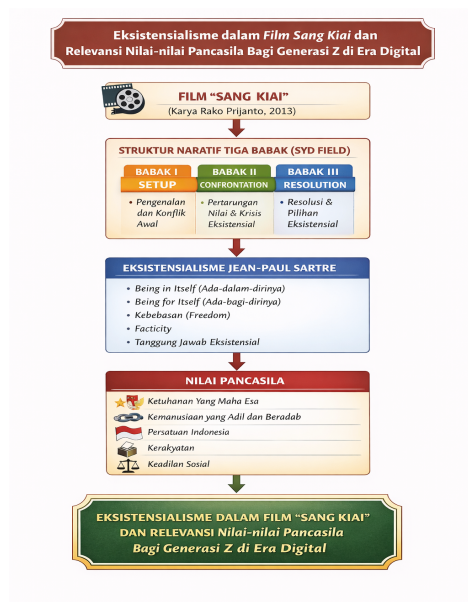 Eksistensialisme dalam Film Sang Kiai dan
Relevansi Nilai-nilai Pancasila Bagi Generasi Z di Era Digital
FILM “SANG KIAI”
(Karya Rako Prijanto, 2013)
STRUKTUR NARATIF TIGA BABAK (SYD FIELD)
BABAK I
SETUP
• Pengenalan
dan Konflik
Awal
BABAK II
CONFRONTATION
• Pertarungan
Nilai & Krisis
Eksistensial
BABAK III
RESOLUTION
• Resolusi &
Pilihan
Eksistensial
EKSISTENSIALISME JEAN-PAUL SARTRE
• Being in Itself (Ada-dalam-dirinya)
• Being for Itself (Ada-bagi-dirinya)
• Kebebasan (Freedom)
• Facticity
• Tanggung Jawab Eksistensial
NILAI PANCASILA
Ketuhanan Yang Maha Esa
Kemanusiaan yang Adil dan Beradab
Persatuan Indonesia
Kerakyatan
Keadilan Sosial
EKSISTENSIALISME DALAM FILM “SANG KIAI”
DAN RELEVANSI Nilai-nilai Pancasila
Bagi Generasi Z di Era Digital